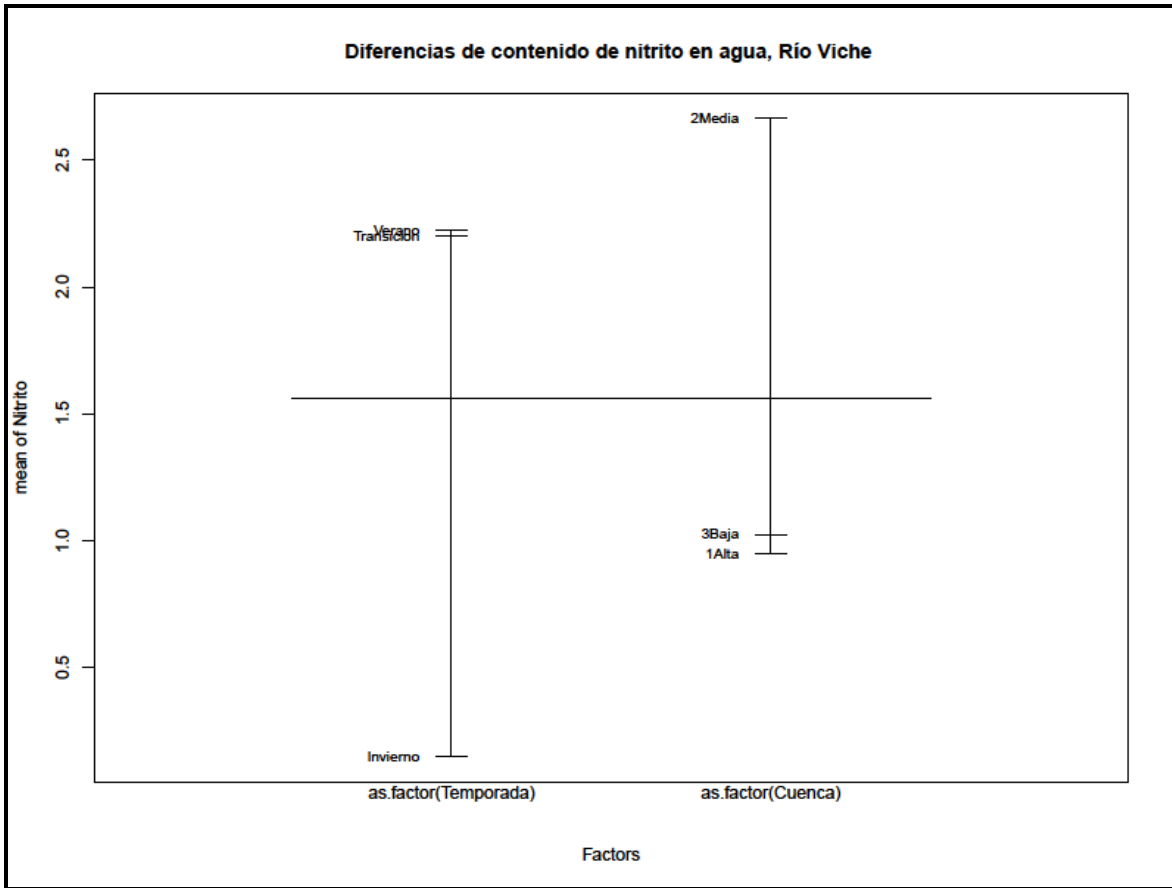 Diferencias de contenido de nitrito en agua, Río Viche
mean of Nitrito
2.5
2.0
1.5
1.0
0.5
Verano
Transición
Invierno
2Media
3Baja
1Alta
as.factor(Temporada)
as.factor(Cuenca)
Factors